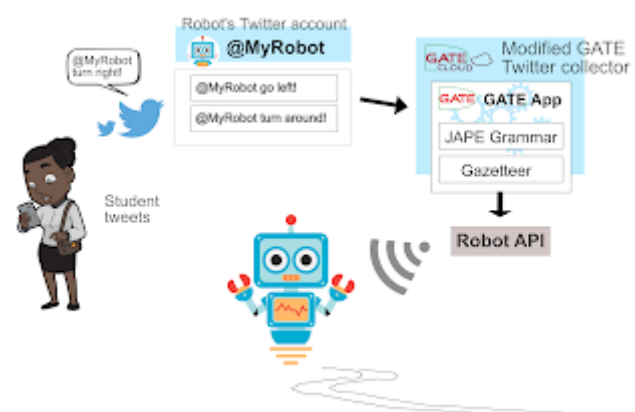 Robot's Twitter account
@MyRobot
@MyRobot
turn right!
@MyRobot go left!
@MyRobot turn around!
Student
tweets
GATE
CLOUD
Modified GATE
Twitter collector
GATE
GATE App
JAPE Grammar
Gazetteer
Robot API